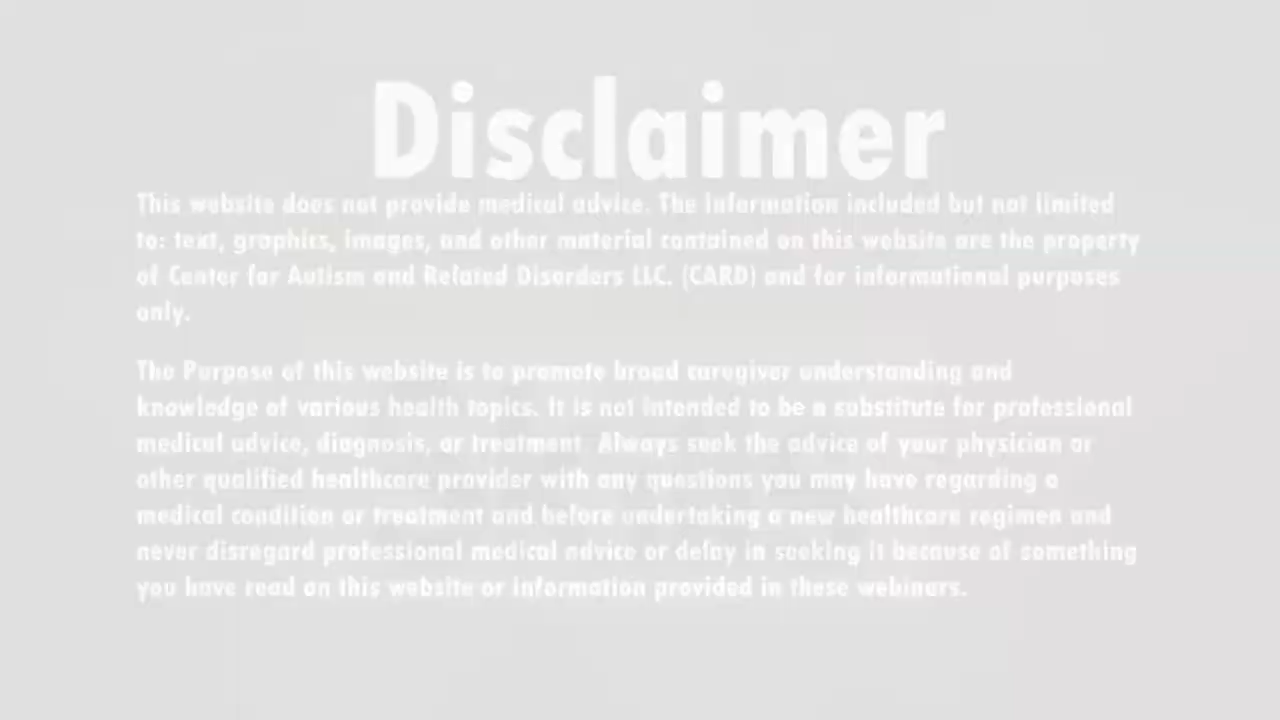 Disclaimer
This website does not provide medical advice. The information included but not limited
to: text, graphics, images, and other material contained on this website are the property
of Center for Autism and Related Disorders LLC. (CARD) and for informational purposes
only.
The Purpose of this website is to promote broad caregiver understanding and
knowledge of various health topics. It is not intended to be a substitute for professional
medical advice, diagnosis, or treatment. Always seek the advice of your physician or
other qualified healthcare provider with any questions you may have regarding a
medical condition or treatment and before undertaking a new healthcare regimen and
never disregard professional medical advice or delay in seeking it because of something
you have read on this website or information provided in these webinars.